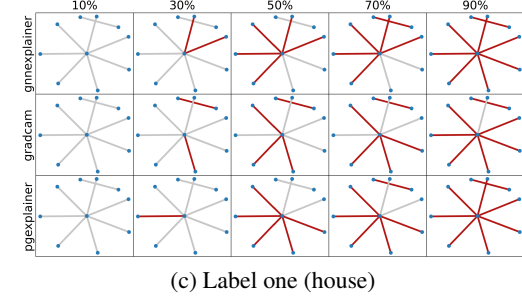 10% 30% 50% 70% 90%
gnnexplainer
gradcam
pgexplainer
(c) Label one (house)